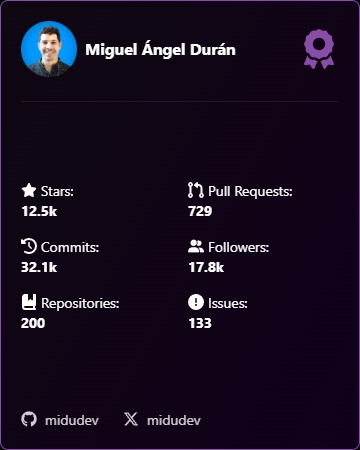 Miguel Ángel Durán
Stars:
12.5k
Pull Requests:
729
Commits:
32.1k
Followers:
17.8k
Repositories:
200
Issues:
133
midudev
midudev